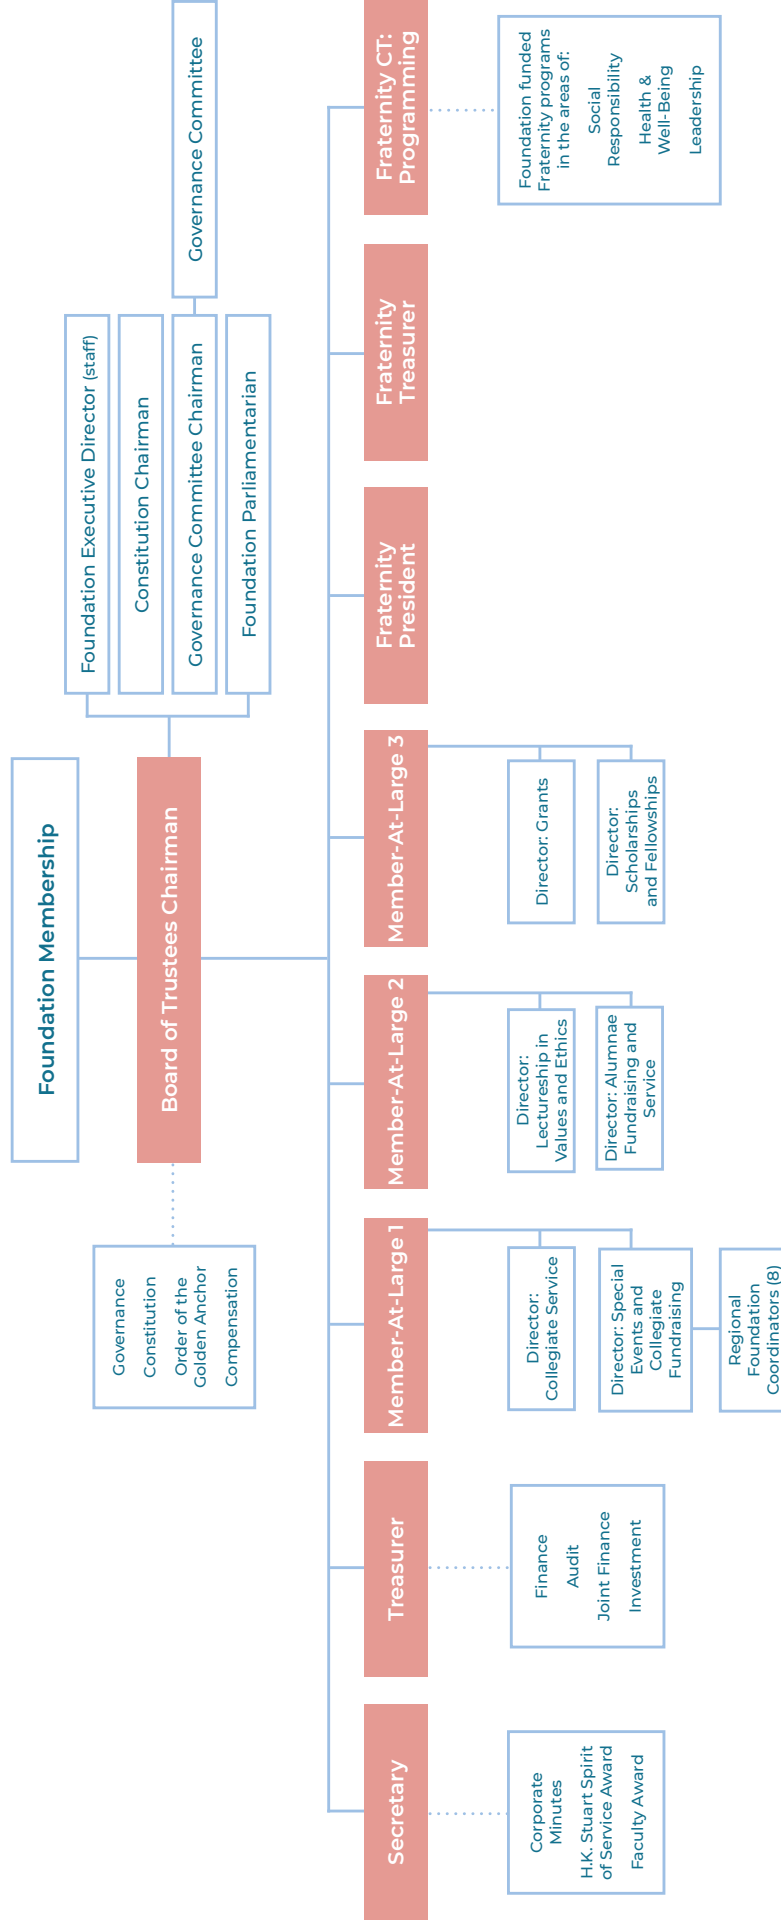 Foundation Membership
Board of Trustees Chairman
Governance
Constitution
Order of the
Golden Anchor
Compensation
Foundation Executive Director (staff)
Constitution Chairman
Governance Committee Chairman
Foundation Parliamentarian
Governance Committee
Secretary
Treasurer
Member-At-Large 1
Member-At-Large 2
Member-At-Large 3
Fraternity
President
Fraternity
Treasurer
Fraternity CT:
Programming
Corporate
Minutes
H.K. Stuart Spirit
of Service Award
Faculty Award
Finance
Audit
Joint Finance
Investment
Director:
Collegiate Service
Director: Special
Events and
Collegiate
Fundraising
Regional
Foundation
Coordinators (8)
Director:
Lectureship in
Values and Ethics
Director: Alumnae
Fundraising and
Service
Director: Grants
Director:
Scholarships
and Fellowships
Foundation funded
Fraternity programs
in the areas of:
Social
Responsibility
Health &
Well-Being
Leadership